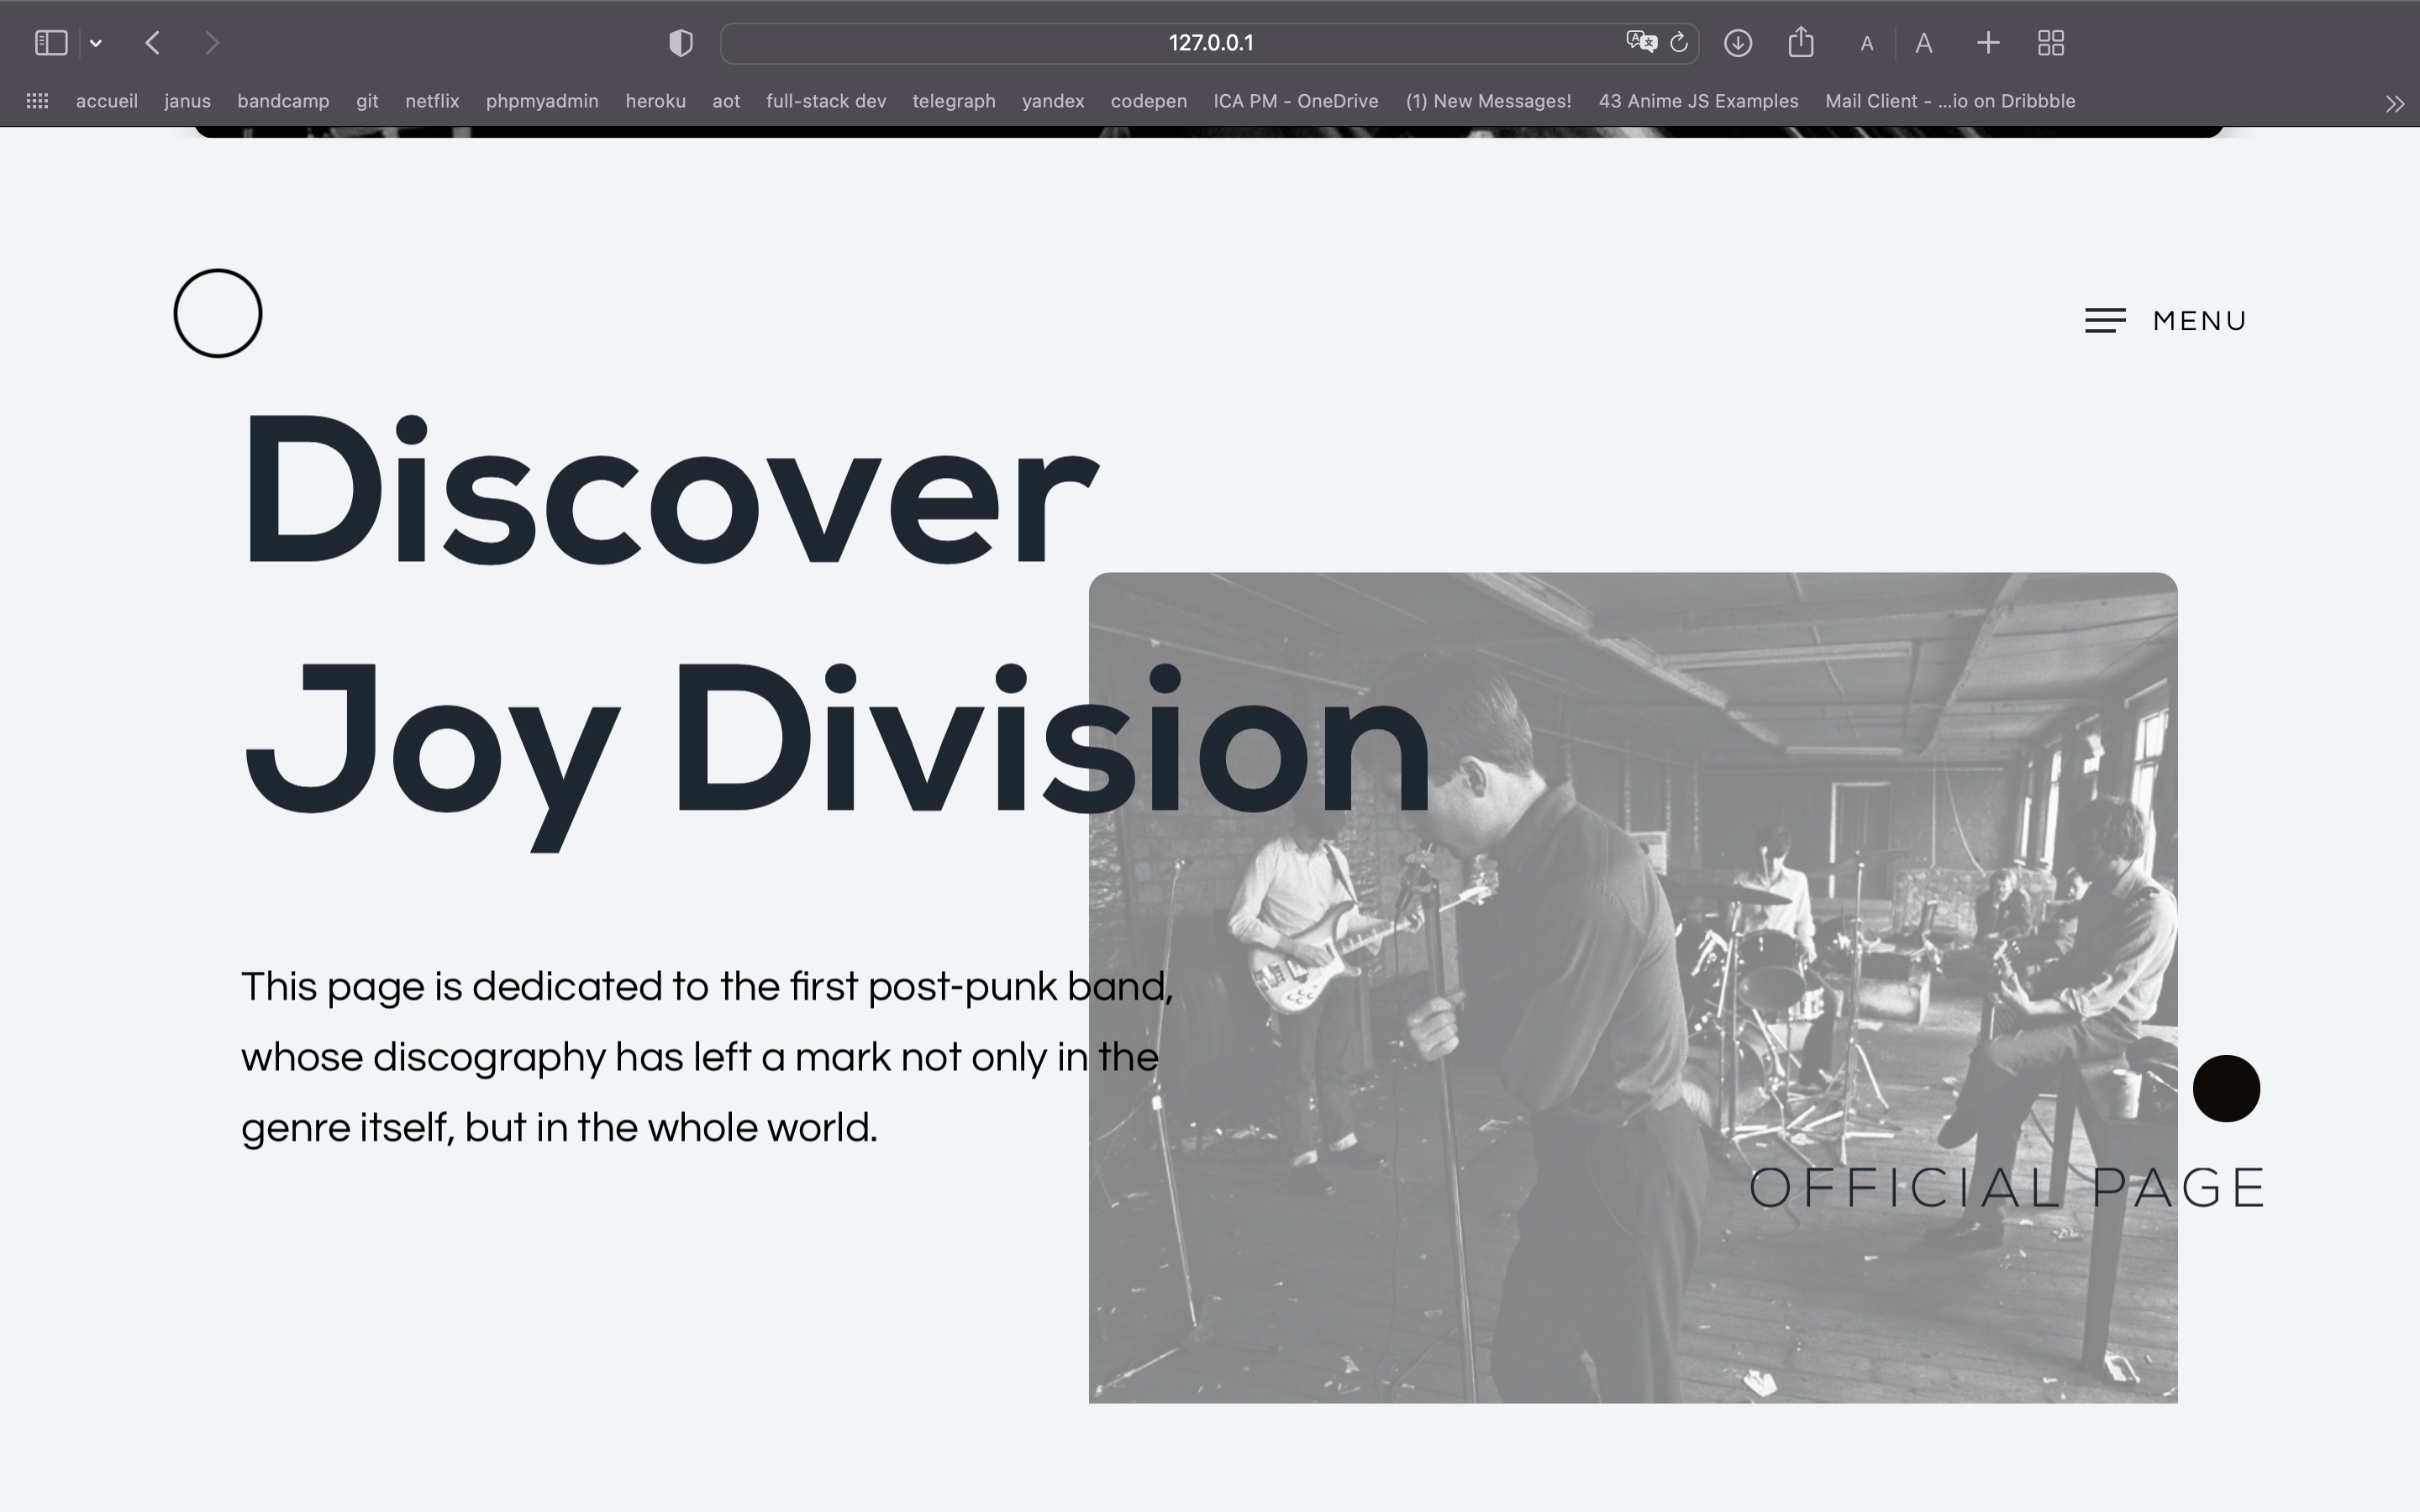 127.0.0.1
A A
accueil janus bandcamp git netflix phpmyadmin heroku aot full-stack dev telegraph yandex codepen ICA PM - OneDrive (1) New Messages! 43 Anime JS Examples Mail Client - ...io on Dribbble
MENU
Discover
Joy Division
This page is dedicated to the first post-punk band,
whose discography has left a mark not only in the
genre itself, but in the whole world.
OFFICIAL PAGE